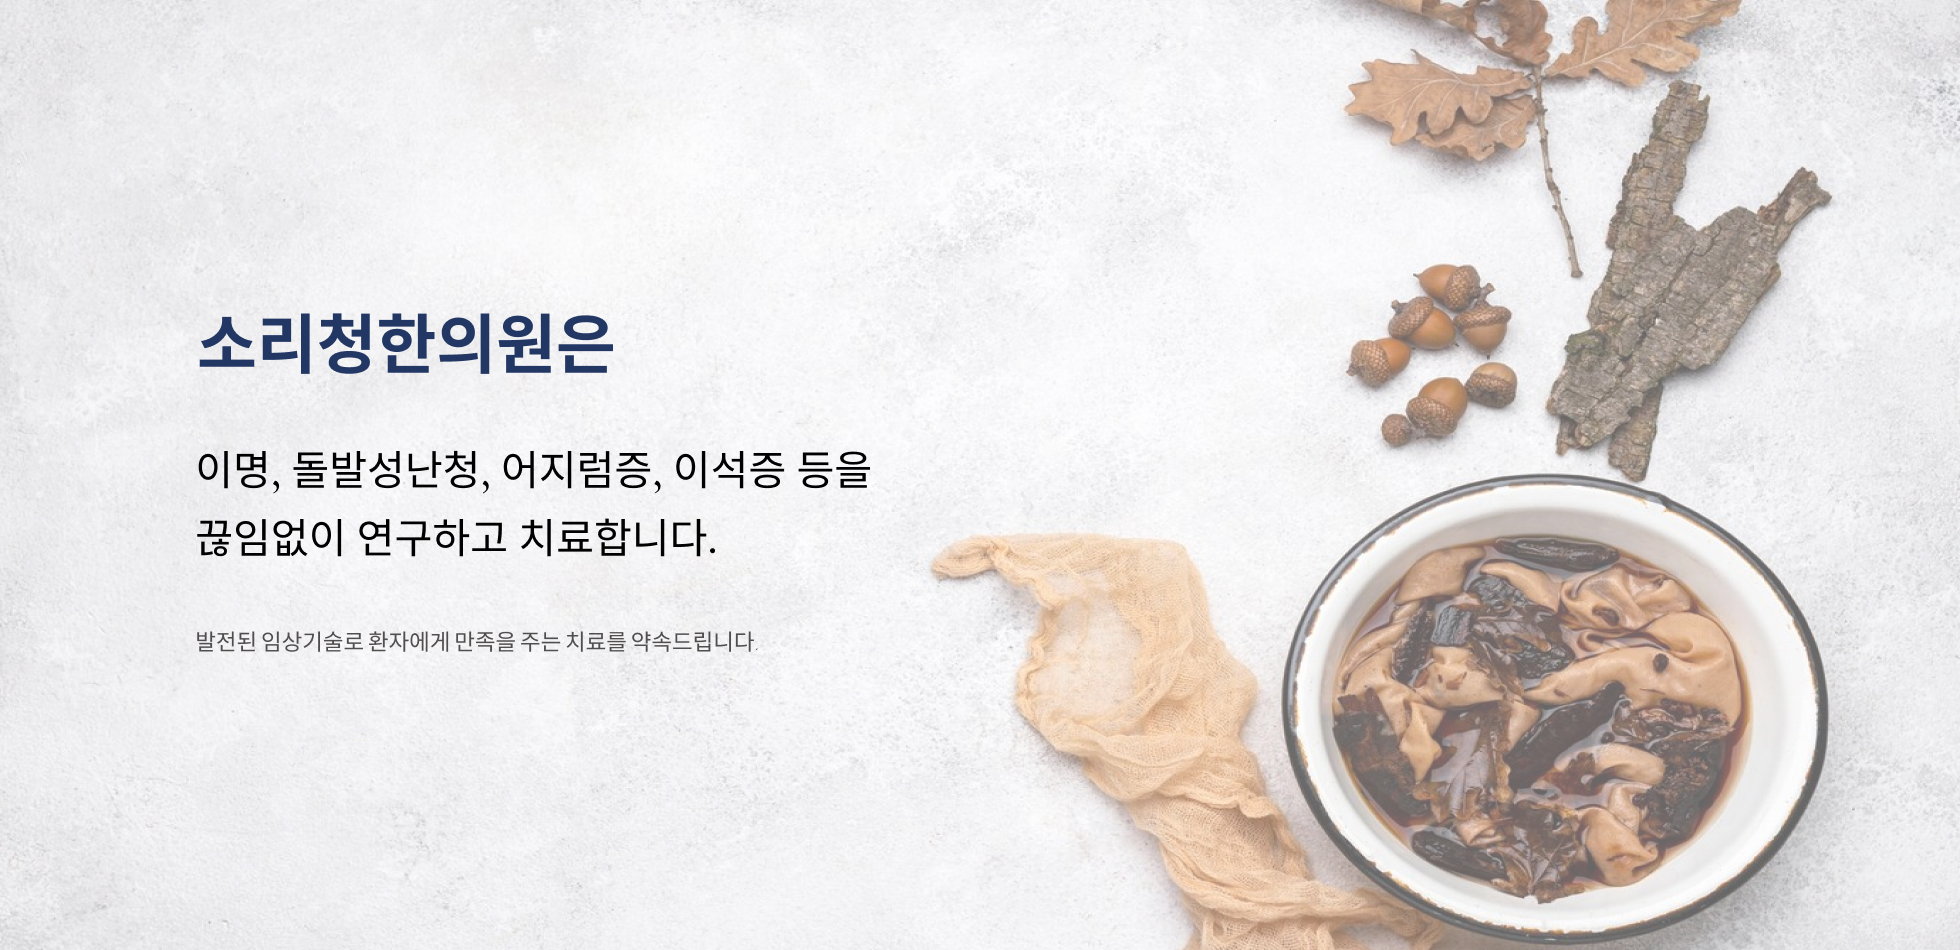 소리청한의원은
이명, 돌발성난청, 어지럼증, 이석증 등을
끊임없이 연구하고 치료합니다.
발전된 임상기술로 환자에게 만족을 주는 치료를 약속드립니다.